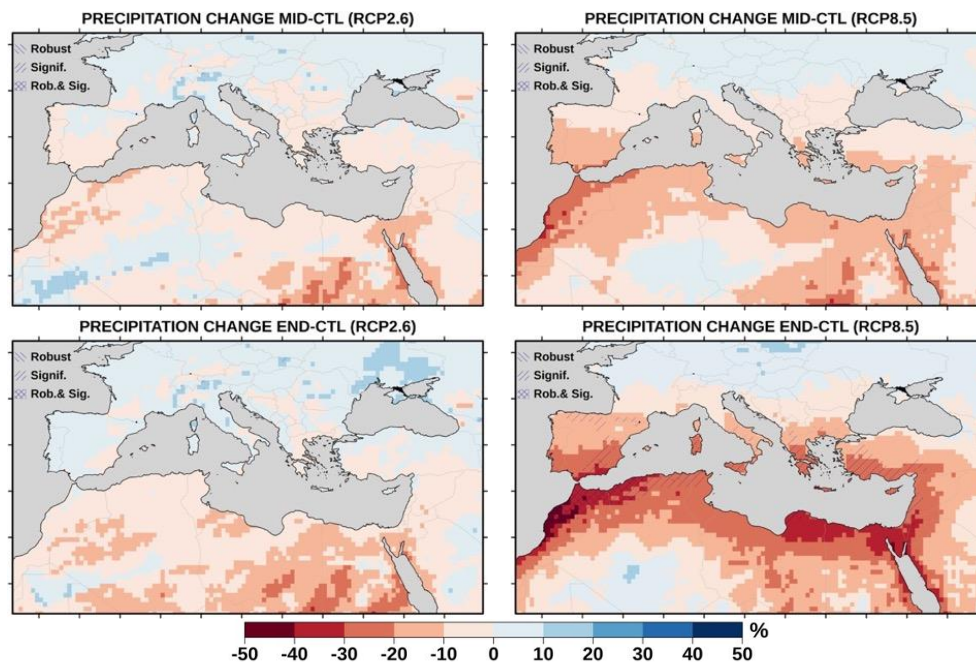 PRECIPITATION CHANGE MID-CTL (RCP2.6)
Robust
Signif.
Rob.& Sig.
PRECIPITATION CHANGE MID-CTL (RCP8.5)
Robust
Signif.
Rob.& Sig.
PRECIPITATION CHANGE END-CTL (RCP2.6)
Robust
Signif.
Rob.& Sig.
PRECIPITATION CHANGE END-CTL (RCP8.5)
Robust
Signif.
Rob.& Sig.
%
-50 -40 -30 -20 -10 0 10 20 30 40 50